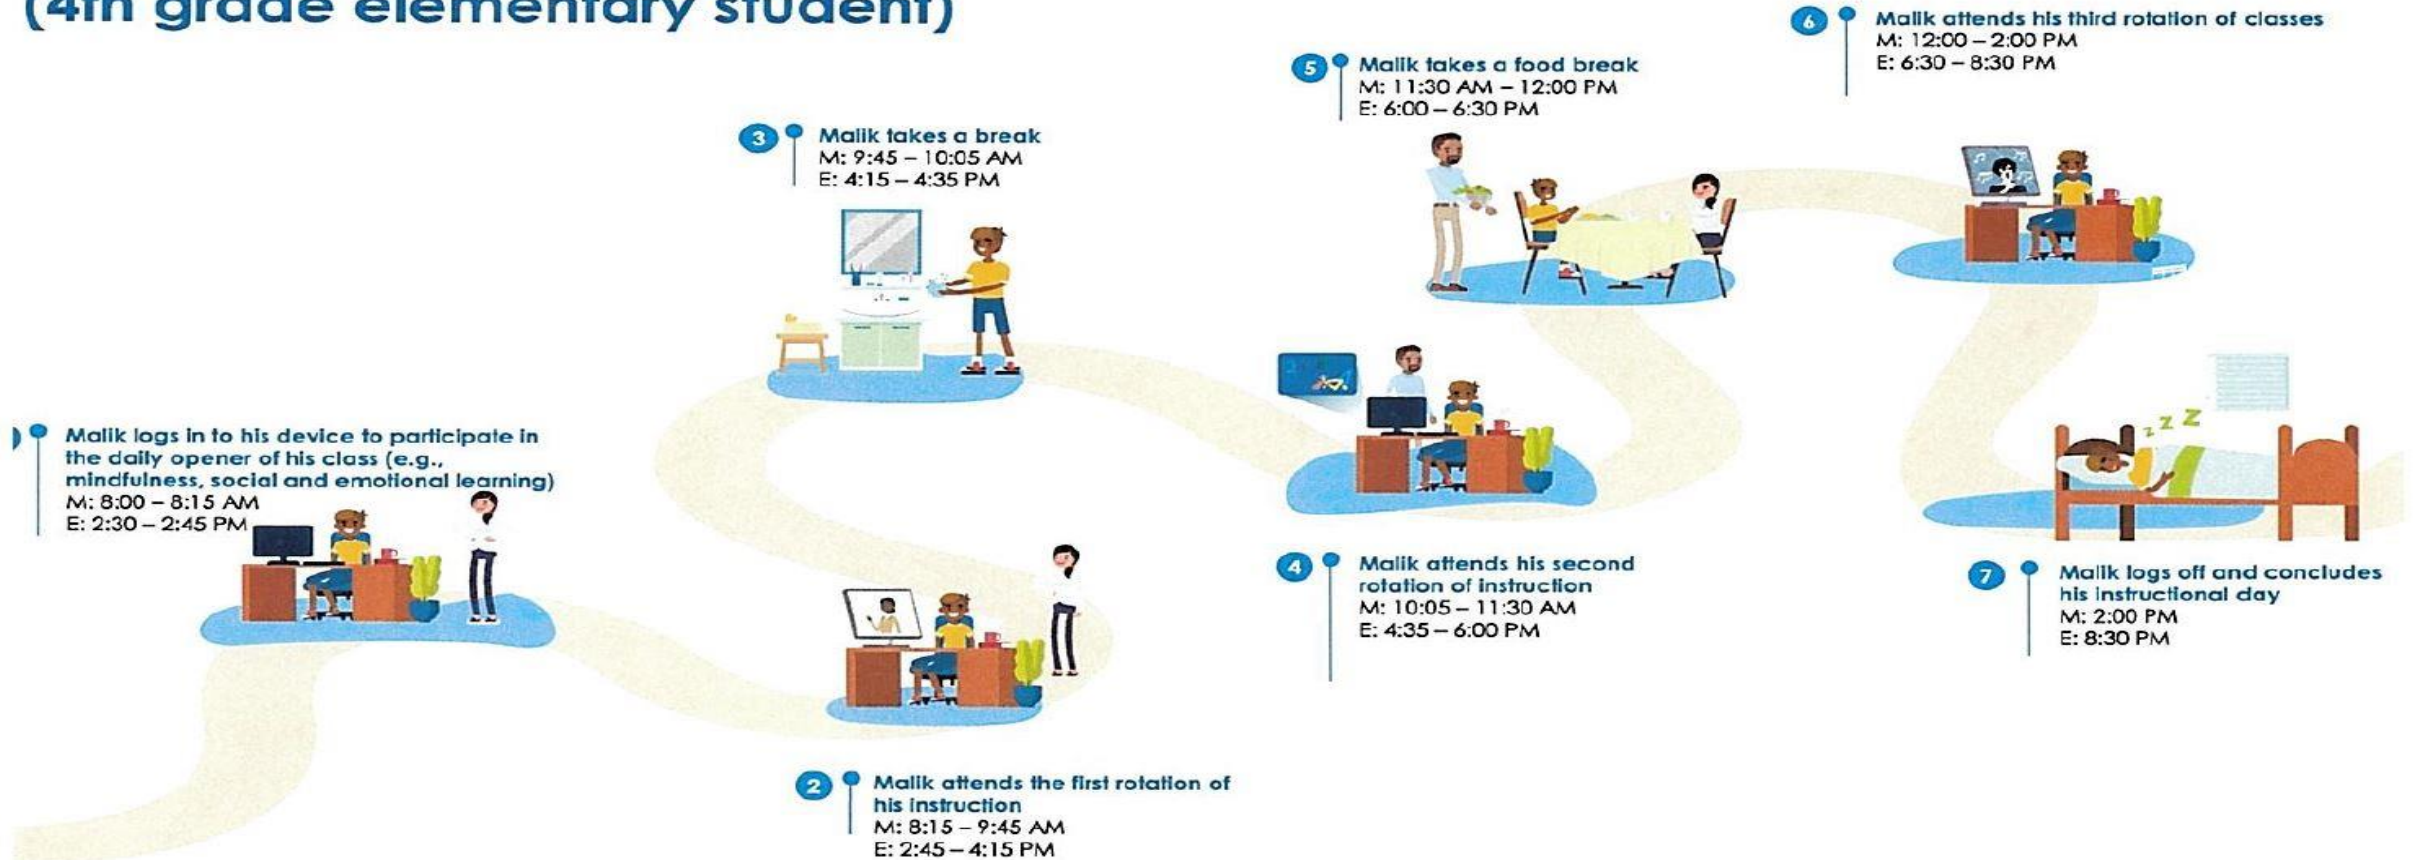 (4th grade elementary student)
Malik logs in to his device to participate in
the daily opener of his class (e.g.,
mindfulness, social and emotional learning)
M: 8:00 – 8:15 AM
E: 2:30 – 2:45 PM
2
Malik attends the first rotation of
his instruction
M: 8:15 – 9:45 AM
E: 2:45 – 4:15 PM
3
Malik takes a break
M: 9:45 – 10:05 AM
E: 4:15 – 4:35 PM
4
Malik attends his second
rotation of instruction
M: 10:05 – 11:30 AM
E: 4:35 – 6:00 PM
5
Malik takes a food break
M: 11:30 AM – 12:00 PM
E: 6:00 – 6:30 PM
6
Malik attends his third rotation of classes
M: 12:00 – 2:00 PM
E: 6:30 – 8:30 PM
z z Z
7
Malik logs off and concludes
his instructional day
M: 2:00 PM
E: 8:30 PM